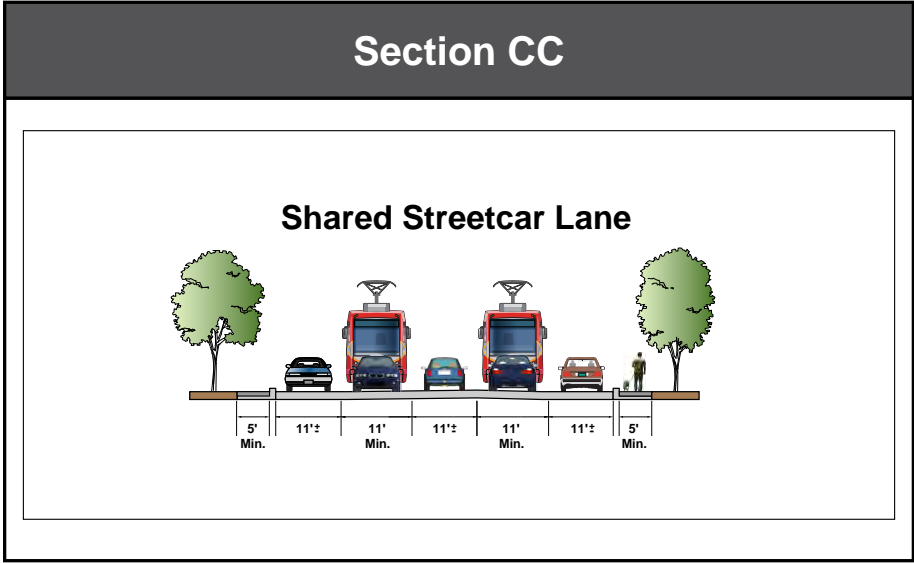 Section CC
Shared Streetcar Lane
5' 11'± 11' 11'± 11' 11'± 5'
Min. Min. Min. Min.